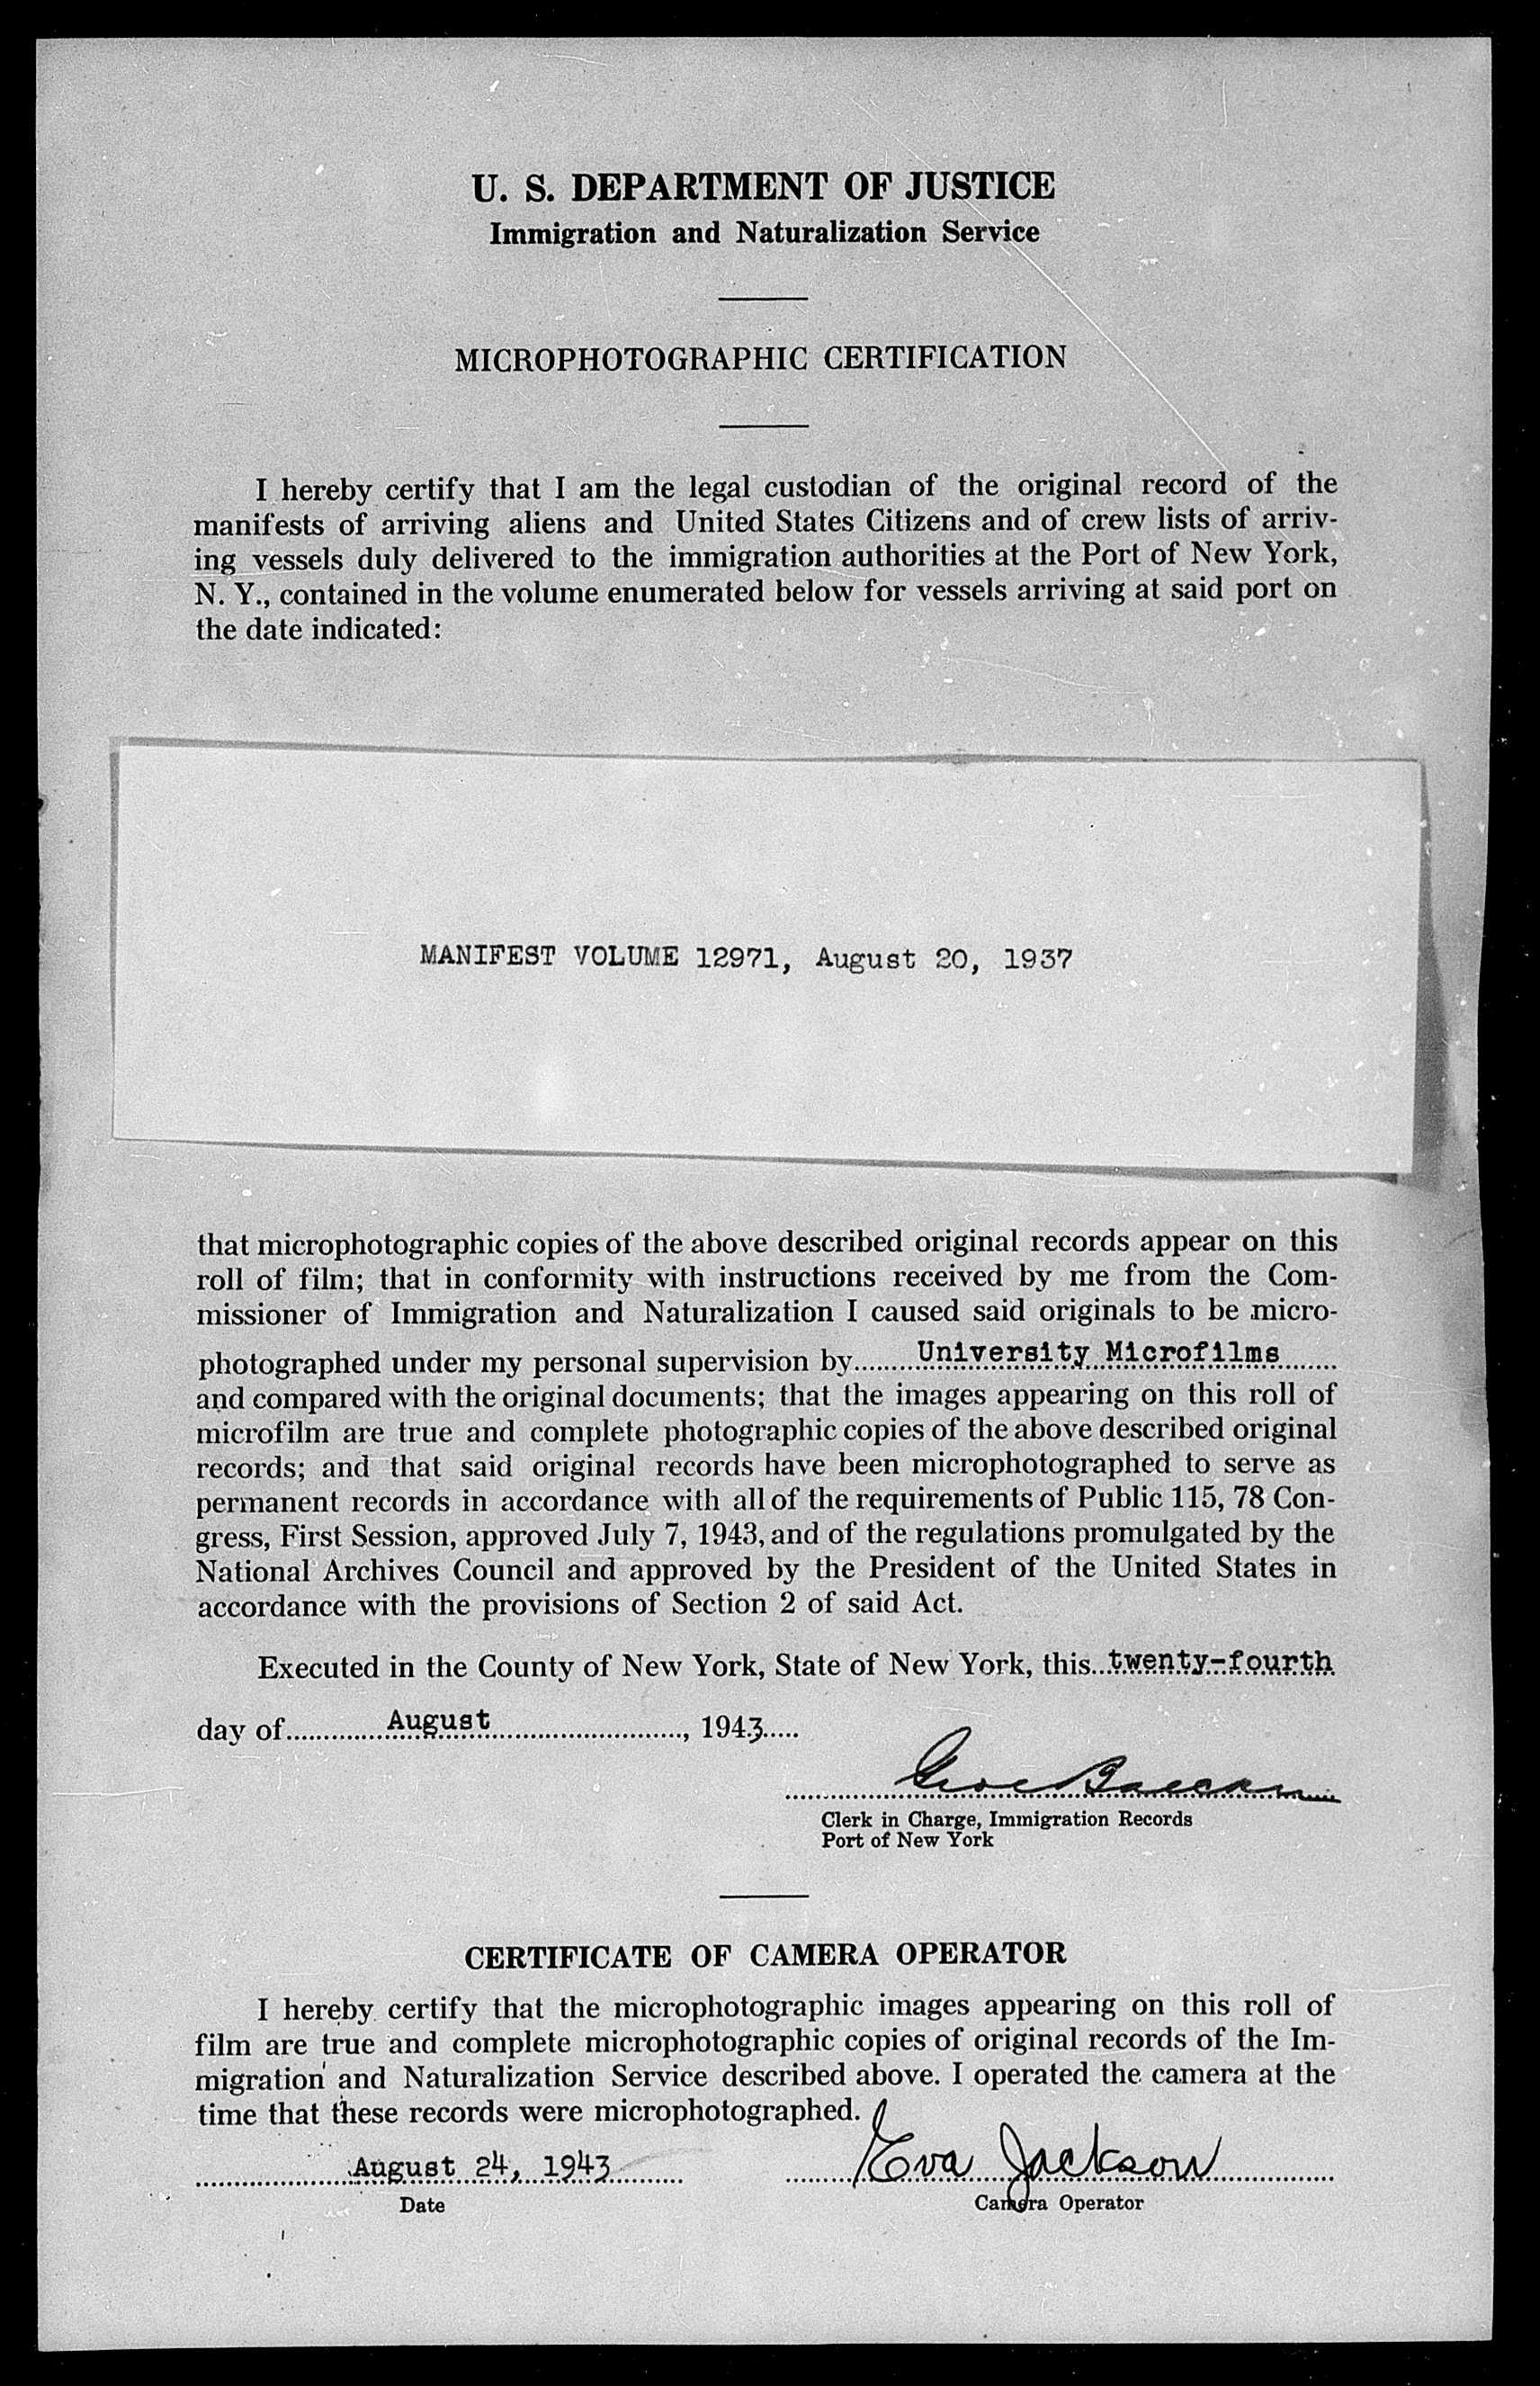 U. S. DEPARTMENT OF JUSTICE
Immigration and Naturalization Service
MICROPHOTOGRAPHIC CERTIFICATION
I hereby certify that I am the legal custodian of the original record of the
manifests of arriving aliens and United States Citizens and of crew lists of arriv-
ing vessels duly delivered to the immigration authorities at the Port of New York,
N. Y., contained in the volume enumerated below for vessels arriving at said port on
the date indicated:
MANIFEST VOLUME 12971, August 20, 1937
that microphotographic copies of the above described original records appear on this
roll of film; that in conformity with instructions received by me from the Com-
missioner of Immigration and Naturalization I caused said originals to be micro-
photographed under my personal supervision by University Microfilms
and compared with the original documents; that the images appearing on this roll of
microfilm are true and complete photographic copies of the above described original
records; and that said original records have been microphotographed to serve as
permanent records in accordance with all of the requirements of Public 115, 78 Con-
gress, First Session, approved July 7, 1943, and of the regulations promulgated by the
National Archives Council and approved by the President of the United States in
accordance with the provisions of Section 2 of said Act.
Executed in the County of New York, State of New York, this twenty-fourth
day of August, 1943
Clerk in Charge, Immigration Records
Port of New York
CERTIFICATE OF CAMERA OPERATOR
I hereby certify that the microphotographic images appearing on this roll of
film are true and complete microphotographic copies of original records of the Im-
migration and Naturalization Service described above. I operated the camera at the
time that these records were microphotographed.
August 24, 1943 Eva Jackson
Date Camera Operator